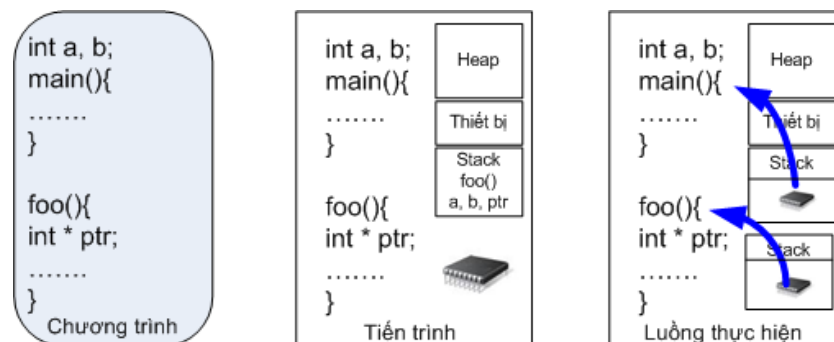 int a, b;
main(){
.......
}
foo(){
int * ptr;
.......
}
Chương trình
int a, b;
main(){
.......
}
foo(){
int * ptr;
.......
}
Heap
Thiết bị
Stack
foo()
a, b, ptr
Tiến trình
int a, b;
main(){
.......
}
foo(){
int * ptr;
.......
}
Heap
Thiết bị
Stack
Stack
Luồng thực hiện